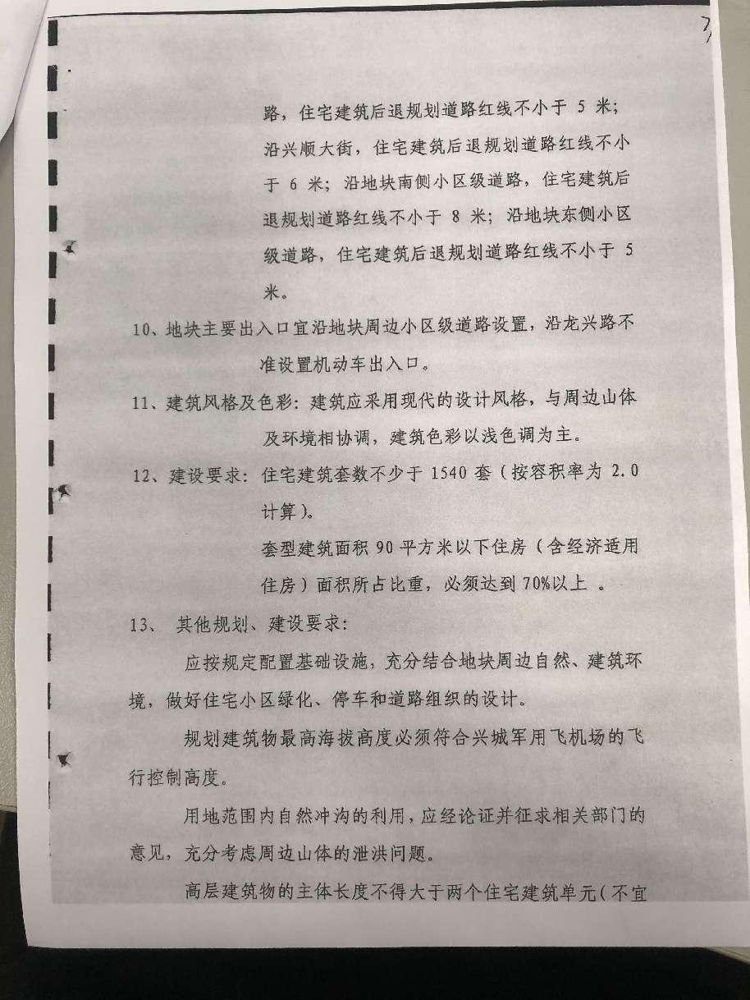 路，住宅建筑后退规划道路红线不小于 5 米；
沿兴顺大街，住宅建筑后退规划道路红线不小
于 6 米；沿地块南侧小区级道路，住宅建筑后
退规划道路红线不小于 8 米；沿地块东侧小区
级道路，住宅建筑后退规划道路红线不小于 5
米。
10、地块主要出入口宜沿地块周边小区级道路设置，沿龙兴路不
准设置机动车出入口。
11、建筑风格及色彩：建筑应采用现代的设计风格，与周边山体
及环境相协调，建筑色彩以浅色调为主。
12、建设要求：住宅建筑套数不少于 1540 套（按容积率为 2.0
计算）。
套型建筑面积 90 平方米以下住房（含经济适用
住房）面积所占比重，必须达到 70%以上 。
13、 其他规划、建设要求：
应按规定配置基础设施，充分结合地块周边自然、建筑环
境，做好住宅小区绿化、停车和道路组织的设计。
规划建筑物最高海拔高度必须符合兴城军用飞机场的飞
行控制高度。
用地范围内自然冲沟的利用，应经论证并征求相关部门的
意见，充分考虑周边山体的泄洪问题。
高层建筑物的主体长度不得大于两个住宅建筑单元（不宜